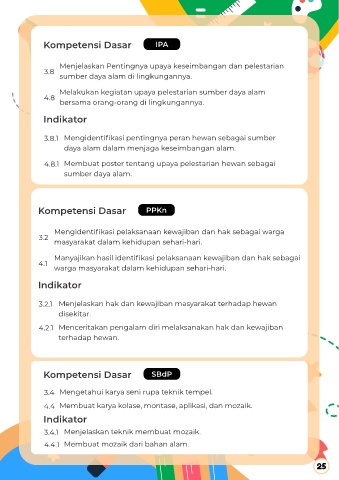 Kompetensi Dasar IPA
3.8 Menjelaskan Pentingnya upaya keseimbangan dan pelestarian
sumber daya alam di lingkungannya.
4.8 Melakukan kegiatan upaya pelestarian sumber daya alam
bersama orang-orang di lingkungannya.
Indikator
3.8.1 Mengidentifikasi pentingnya peran hewan sebagai sumber
daya alam dalam menjaga keseimbangan alam.
4.8.1 Membuat poster tentang upaya pelestarian hewan sebagai
sumber daya alam.
Kompetensi Dasar PPKn
3.2 Mengidentifikasi pelaksanaan kewajiban dan hak sebagai warga
masyarakat dalam kehidupan sehari-hari.
4.1 Manyajikan hasil identifikasi pelaksanaan kewajiban dan hak sebagai
warga masyarakat dalam kehidupan sehari-hari.
Indikator
3.2.1 Menjelaskan hak dan kewajiban masyarakat terhadap hewan
disekitar.
4.2.1 Menceritakan pengalam diri melaksanakan hak dan kewajiban
terhadap hewan.
Kompetensi Dasar SBdP
3.4 Mengetahui karya seni rupa teknik tempel.
4.4 Membuat karya kolase, montase, aplikasi, dan mozaik.
Indikator
3.4.1 Menjelaskan teknik membuat mozaik.
4.4.1 Membuat mozaik dari bahan alam.
25